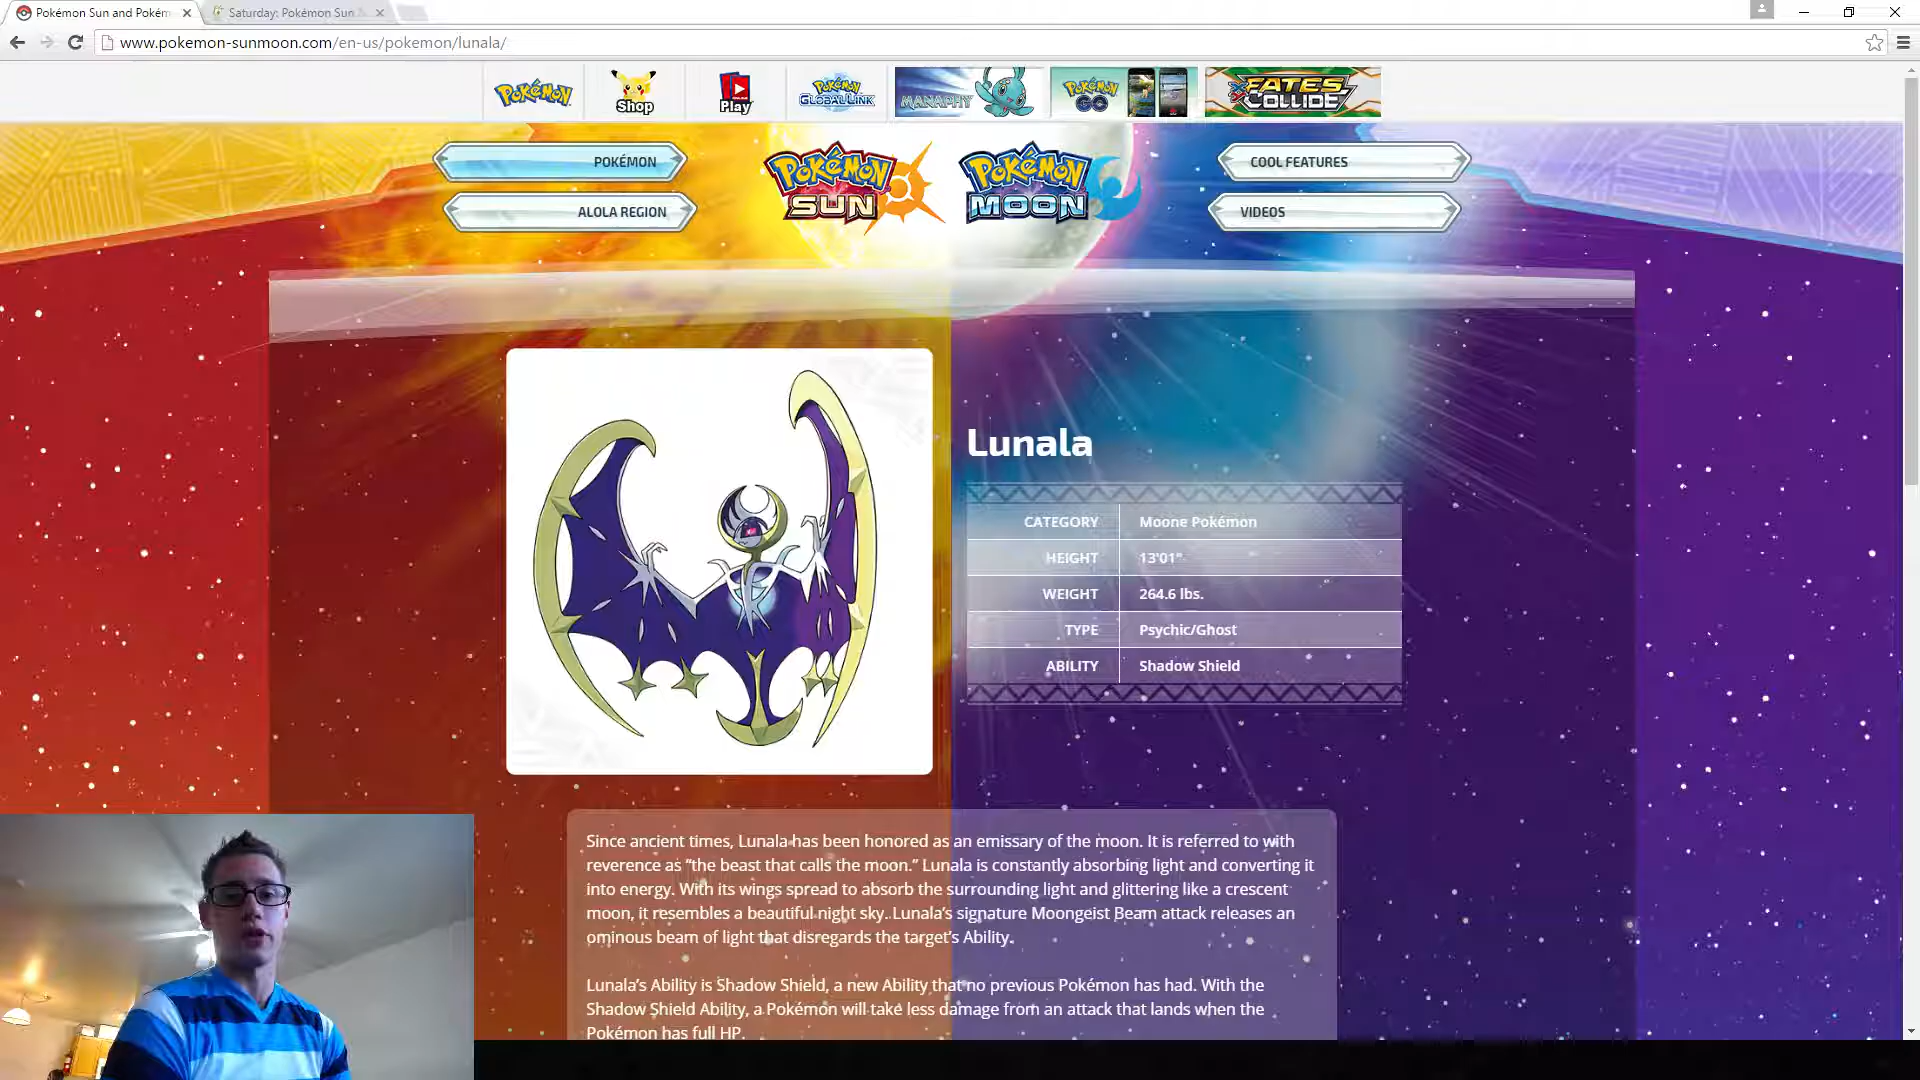 Pokémon Sun and Pokém
Saturday: Pokémon Sun
www.pokemon-sunmoon.com/en-us/pokemon/lunala/
Pokémon
Shop
Play
Pokémon GLOBAL LINK
MANAPHY
POKÉMON GO
FATES COLLIDE
POKÉMON
ALOLA REGION
POKÉMON SUN
POKÉMON MOON
COOL FEATURES
VIDEOS
Lunala
CATEGORY Moone Pokémon
HEIGHT 13'01"
WEIGHT 264.6 lbs.
TYPE Psychic/Ghost
ABILITY Shadow Shield
Since ancient times, Lunala has been honored as an emissary of the moon. It is referred to with
reverence as "the beast that calls the moon." Lunala is constantly absorbing light and converting it
into energy. With its wings spread to absorb the surrounding light and glittering like a crescent
moon, it resembles a beautiful night sky. Lunala's signature Moongeist Beam attack releases an
ominous beam of light that disregards the target's Ability.
Lunala's Ability is Shadow Shield, a new Ability that no previous Pokémon has had. With the
Shadow Shield Ability, a Pokémon will take less damage from an attack that lands when the
Pokémon has full HP.